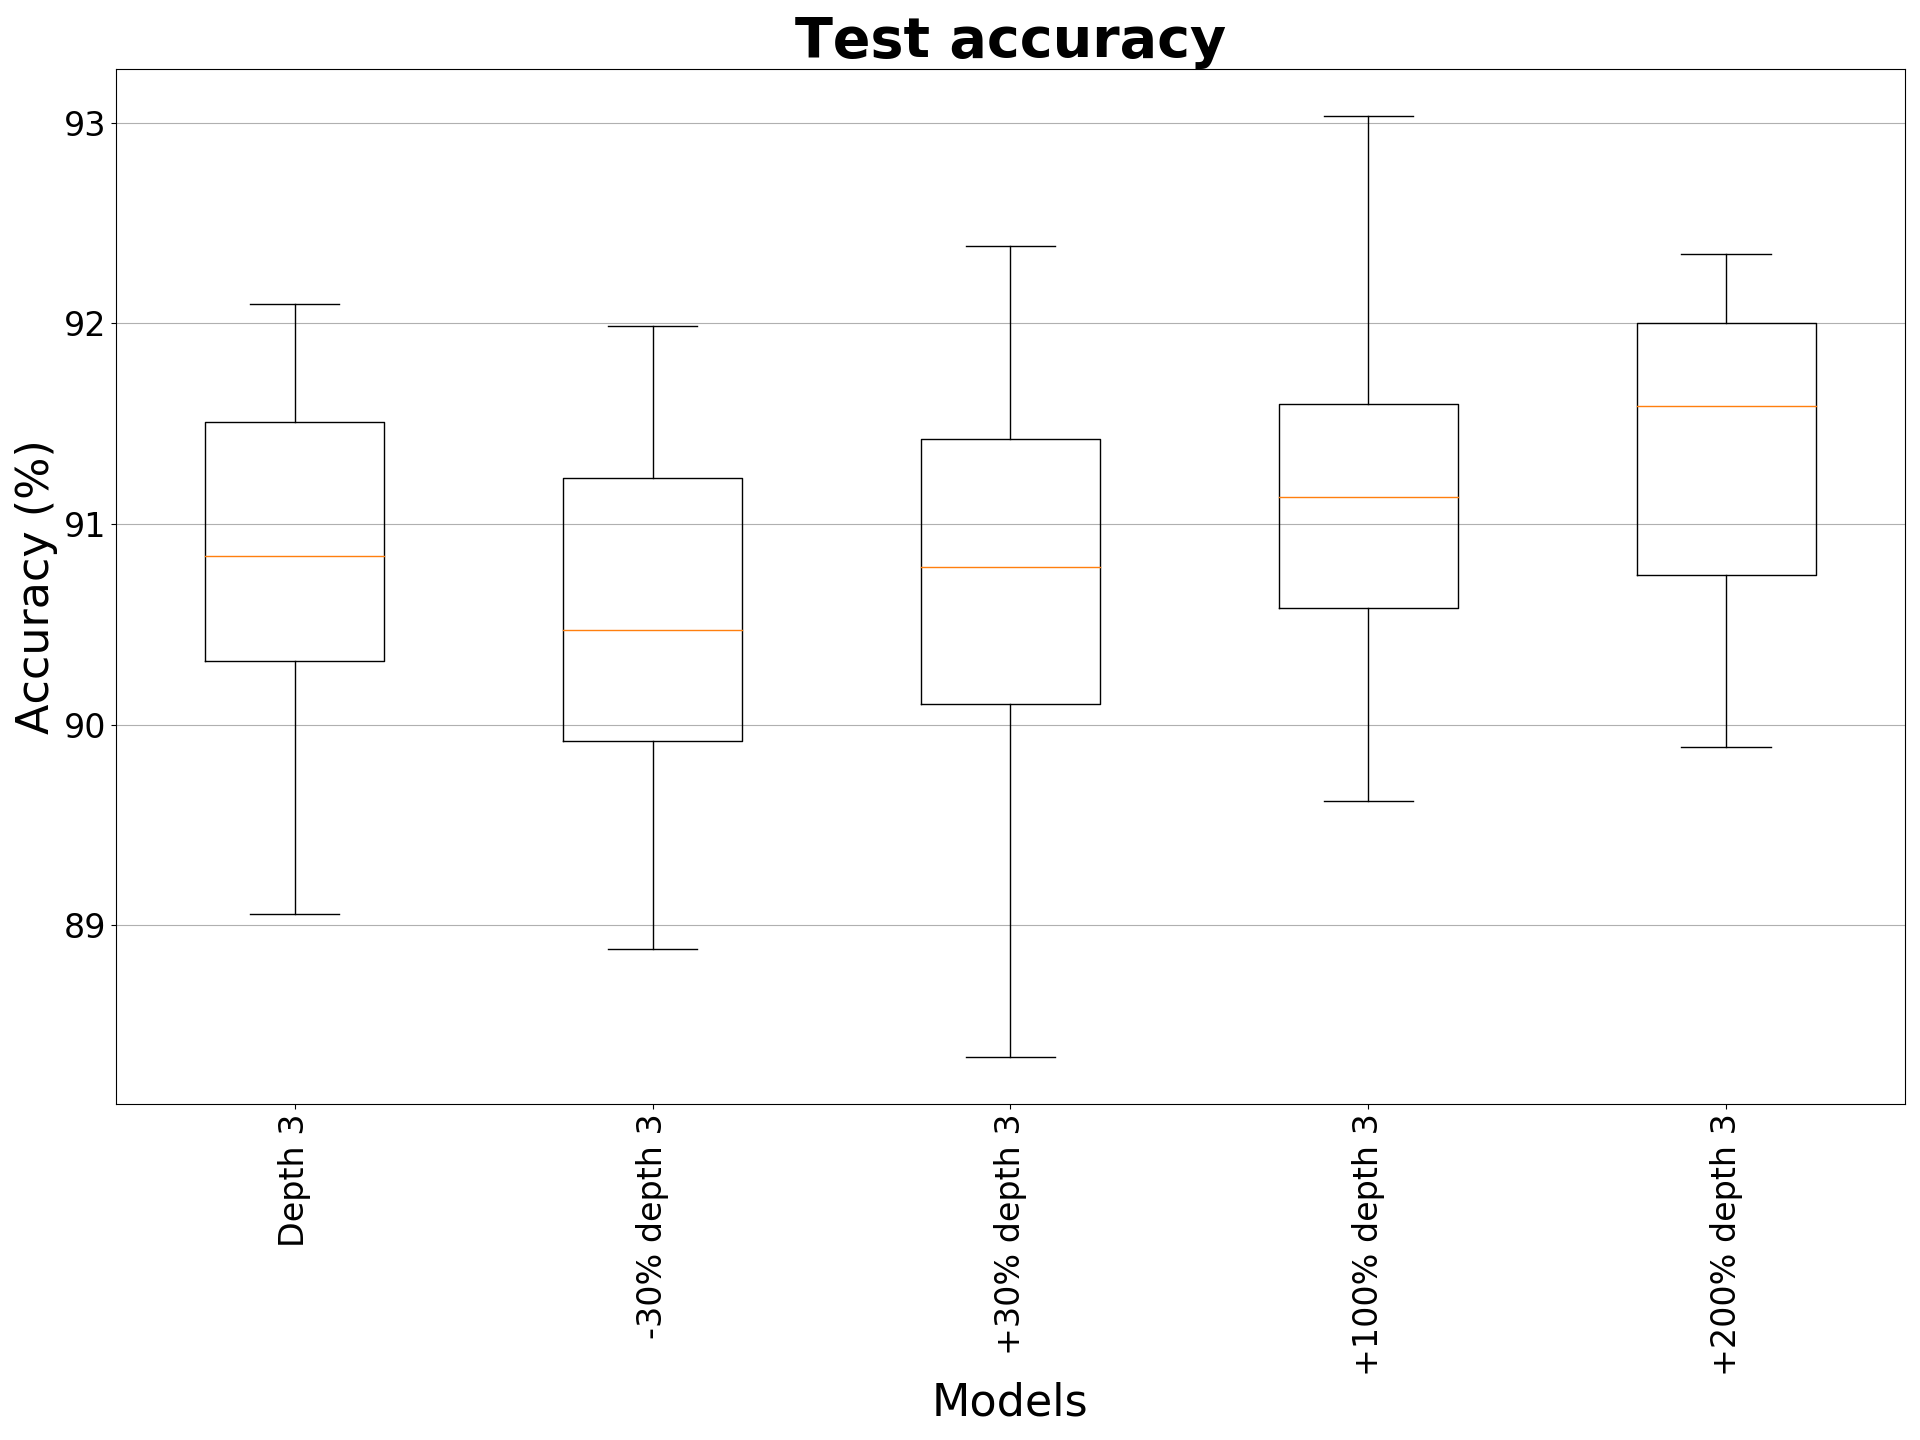 Test accuracy
Accuracy (%)
93
92
91
90
89
Depth 3
-30% depth 3
+30% depth 3
+100% depth 3
+200% depth 3
Models